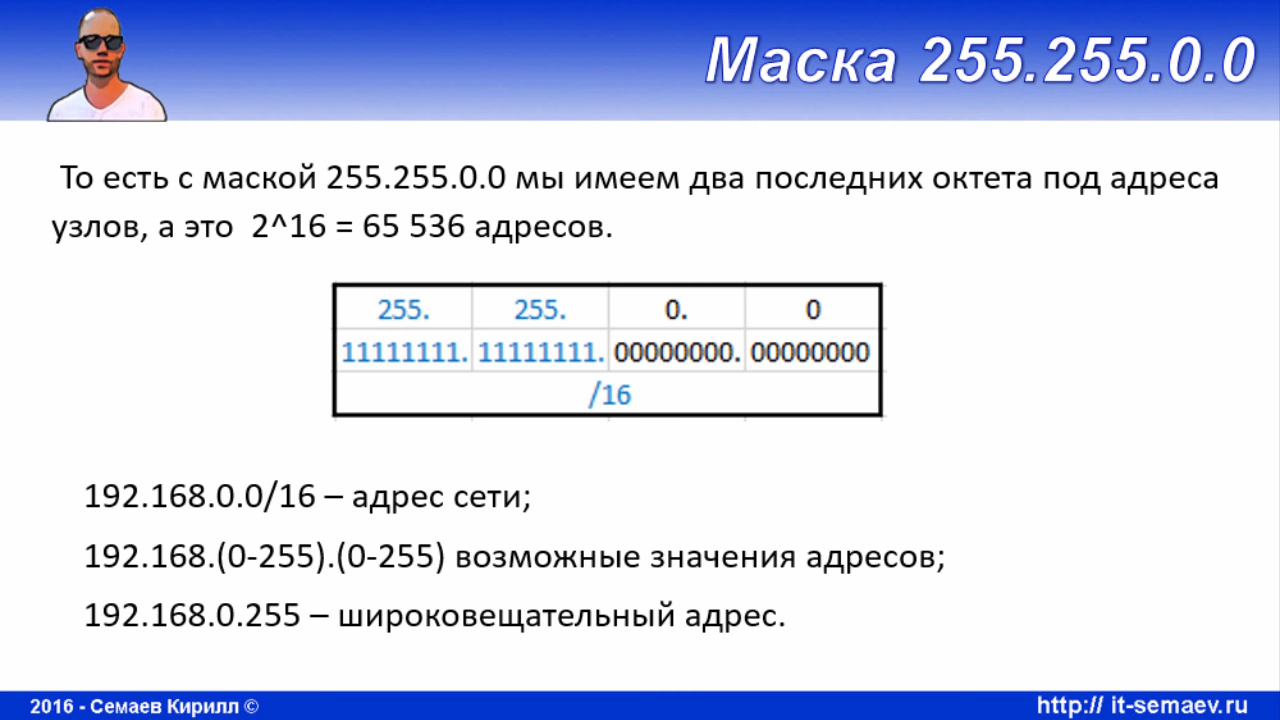 Маска 255.255.0.0
То есть с маской 255.255.0.0 мы имеем два последних октета под адреса
узлов, а это 2^16 = 65 536 адресов.
255. 255. 0. 0
11111111. 11111111. 00000000. 00000000
/16
192.168.0.0/16 – адрес сети;
192.168.(0-255).(0-255) возможные значения адресов;
192.168.0.255 – широковещательный адрес.
2016 - Семаев Кирилл © http:// it-semaev.ru